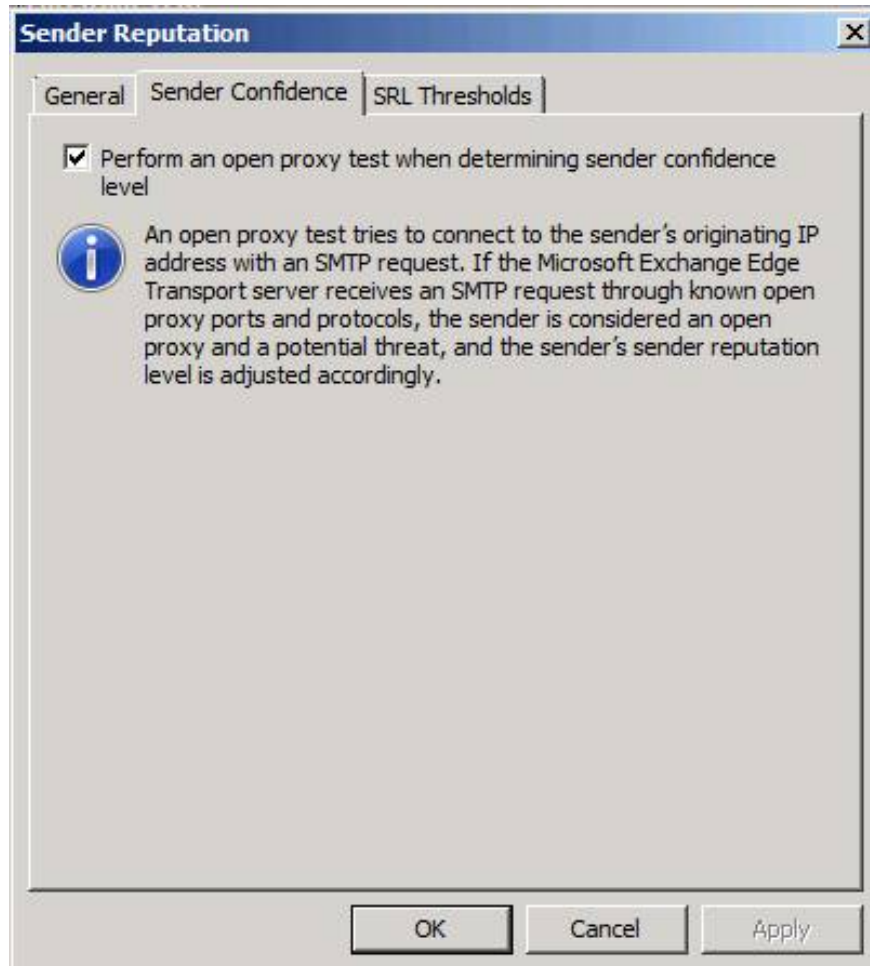 Sender Reputation
General
Sender Confidence
SRL Thresholds
Perform an open proxy test when determining sender confidence
level
An open proxy test tries to connect to the sender's originating IP
address with an SMTP request. If the Microsoft Exchange Edge
Transport server receives an SMTP request through known open
proxy ports and protocols, the sender is considered an open
proxy and a potential threat, and the sender's sender reputation
level is adjusted accordingly.
OK
Cancel
Apply